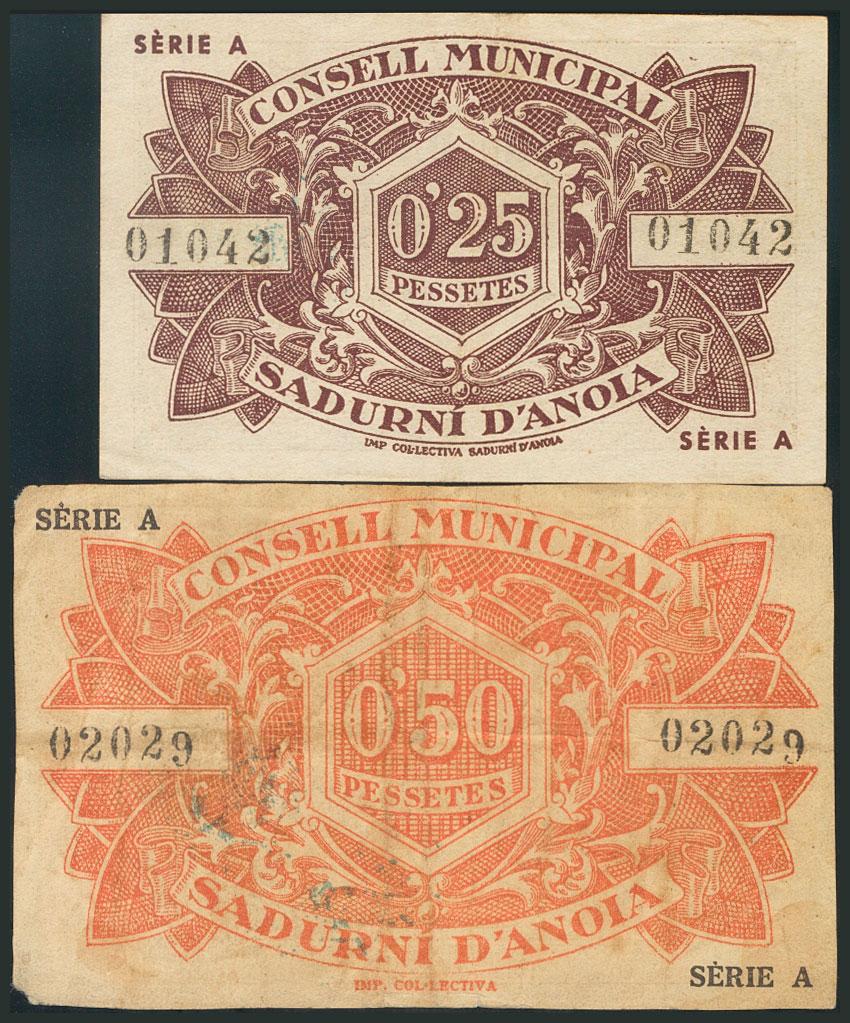 SÈRIE A
CONSELL MUNICIPAL
0'25
PESSETES
01042 01042
SADURNÍ D'ANOIA
SÈRIE A
IMP COL·LECTIVA SADURNÍ D'ANOIA
SÈRIE A
CONSELL MUNICIPAL
0'50
PESSETES
02029 02029
SADURNÍ D'ANOIA
SÈRIE A
IMP. COL·LECTIVA